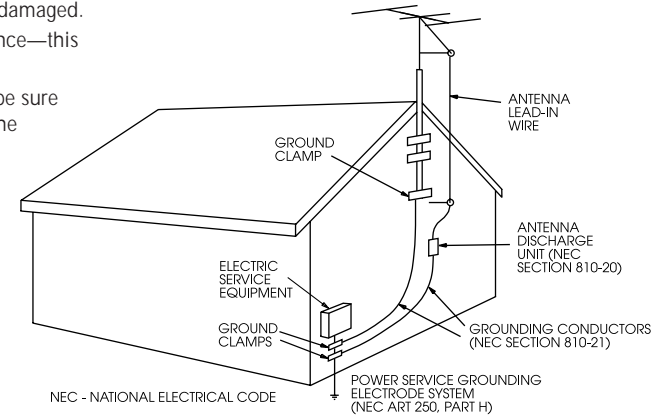 damaged.
nce—this
be sure
ne
ANTENNA
LEAD-IN
WIRE
GROUND
CLAMP
ANTENNA
DISCHARGE
UNIT (NEC
SECTION 810-20)
ELECTRIC
SERVICE
EQUIPMENT
GROUND
CLAMPS
GROUNDING CONDUCTORS
(NEC SECTION 810-21)
POWER SERVICE GROUNDING
ELECTRODE SYSTEM
(NEC ART 250, PART H)
NEC - NATIONAL ELECTRICAL CODE